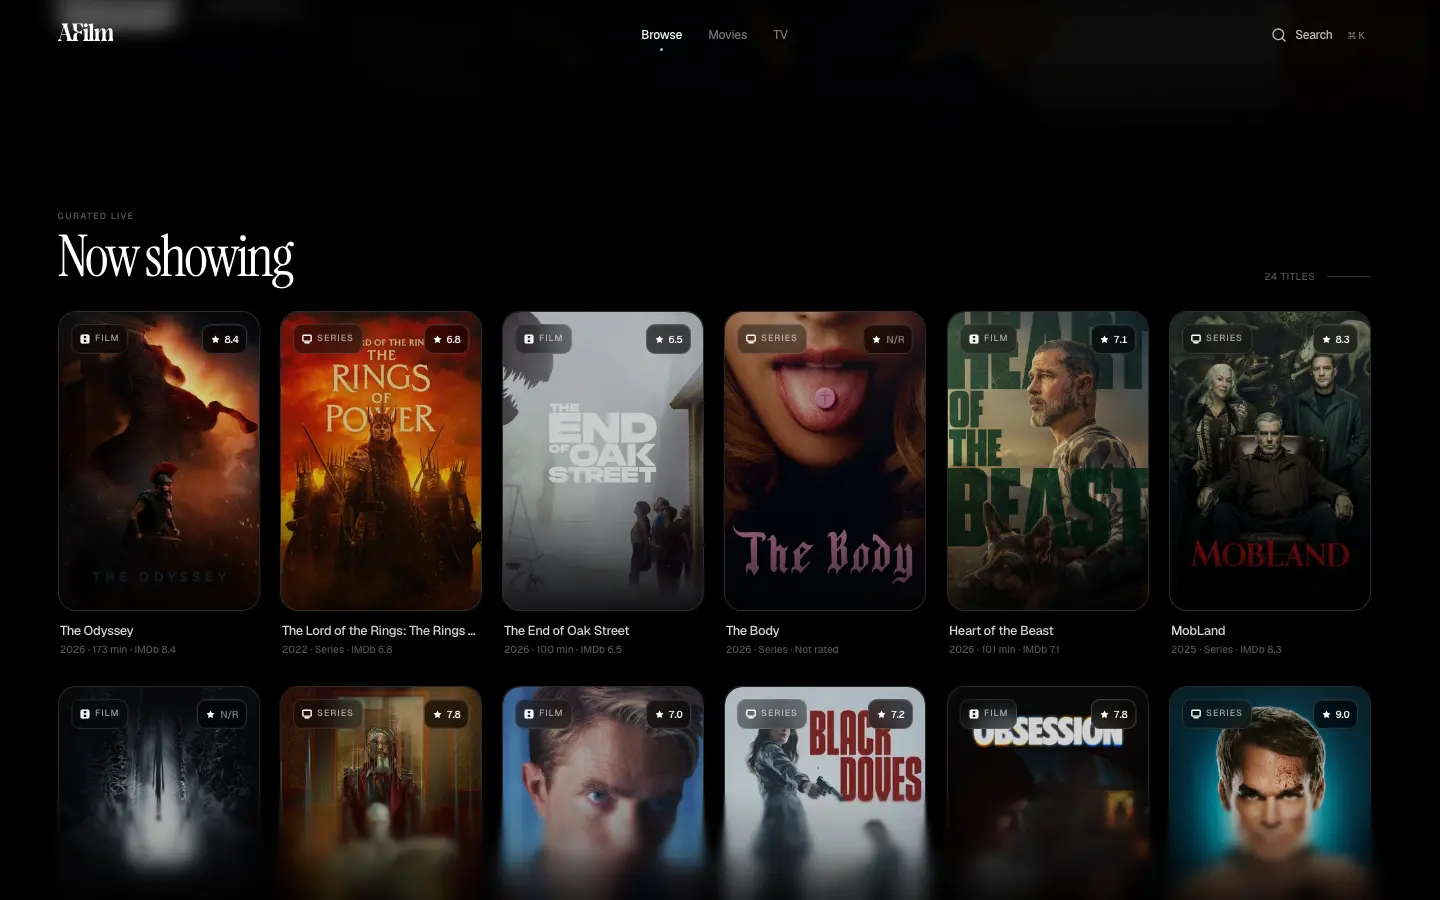 AFilm
Browse
Movies
TV
Search
⌘ K
CURATED LIVE
Now showing
24 TITLES
FILM
8.4
THE ODYSSEY
SERIES
6.8
RD OF THE RIN
THE
RINGS
OF
POWER
FILM
6.5
THE
END
OF OAK
STREET
SERIES
N/R
The Body
FILM
7.1
HEART
OF
THE
BEAST
SERIES
8.3
MOBLAND
The Odyssey
2026 · 173 min · IMDb 8.4
The Lord of the Rings: The Rings ...
2022 · Series · IMDb 6.8
The End of Oak Street
2026 · 100 min · IMDb 6.5
The Body
2026 · Series · Not rated
Heart of the Beast
2026 · 101 min · IMDb 7.1
MobLand
2025 · Series · IMDb 8.3
FILM
N/R
SERIES
7.8
FILM
7.0
SERIES
7.2
BLACK
DOVES
FILM
7.8
OBSESSION
SERIES
9.0